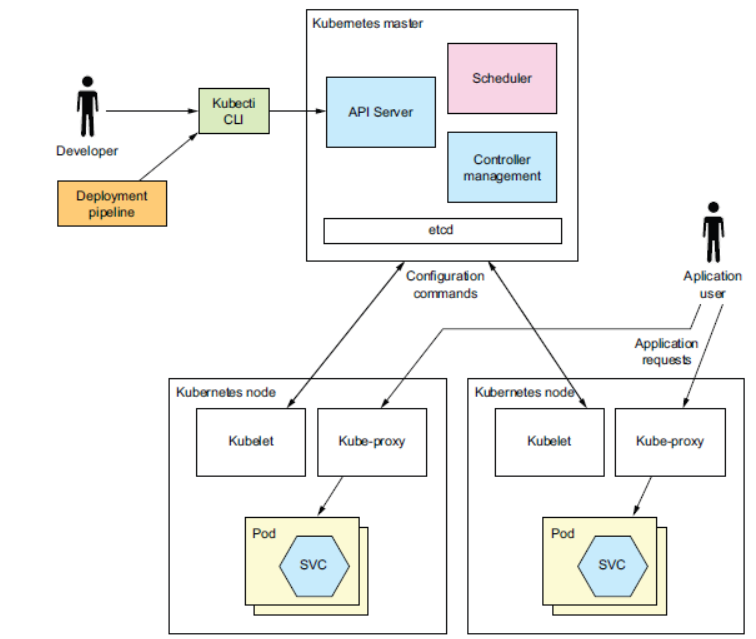 Kubernetes master
Scheduler
API Server
Kubecti
CLI
Developer
Controller
management
Deployment
pipeline
etcd
Configuration
commands
Aplication
user
Application
requests
Kubernetes node
Kubelet
Kube-proxy
Pod
SVC
Kubernetes node
Kubelet
Kube-proxy
Pod
SVC